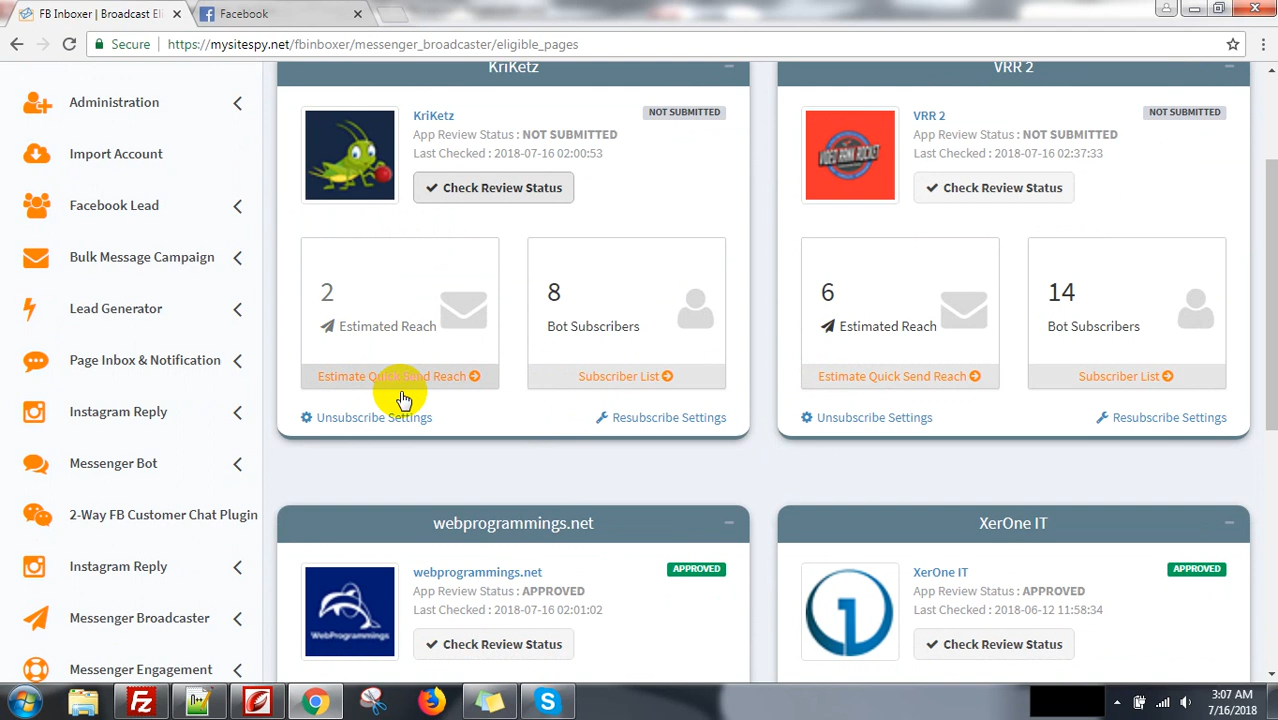 FB Inboxer | Broadcast Eli
Facebook
Secure
https://mysitespy.net/fbinboxer/messenger_broadcaster/eligible_pages
Administration
Import Account
Facebook Lead
Bulk Message Campaign
Lead Generator
Page Inbox & Notification
Instagram Reply
Messenger Bot
2-Way FB Customer Chat Plugin
Instagram Reply
Messenger Broadcaster
Messenger Engagement
KriKetz
KriKetz
NOT SUBMITTED
App Review Status : NOT SUBMITTED
Last Checked : 2018-07-16 02:00:53
Check Review Status
2
Estimated Reach
Estimate Quick Send Reach
8
Bot Subscribers
Subscriber List
Unsubscribe Settings
Resubscribe Settings
VRR 2
VIDEO RANK ROCKET
VRR 2
NOT SUBMITTED
App Review Status : NOT SUBMITTED
Last Checked : 2018-07-16 02:37:33
Check Review Status
6
Estimated Reach
Estimate Quick Send Reach
14
Bot Subscribers
Subscriber List
Unsubscribe Settings
Resubscribe Settings
webprogrammings.net
WebProgrammings
webprogrammings.net
APPROVED
App Review Status : APPROVED
Last Checked : 2018-07-16 02:01:02
Check Review Status
XerOne IT
XerOne IT
APPROVED
App Review Status : APPROVED
Last Checked : 2018-06-12 11:58:34
Check Review Status
3:07 AM
7/16/2018